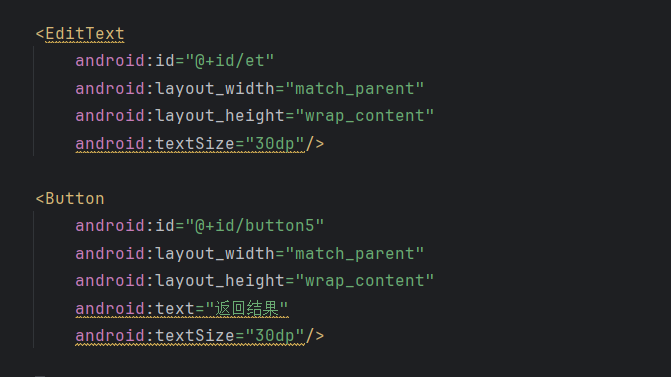 <EditText
android:id="@+id/et"
android:layout_width="match_parent"
android:layout_height="wrap_content"
android:textSize="30dp"/>
<Button
android:id="@+id/button5"
android:layout_width="match_parent"
android:layout_height="wrap_content"
android:text="返回结果"
android:textSize="30dp"/>